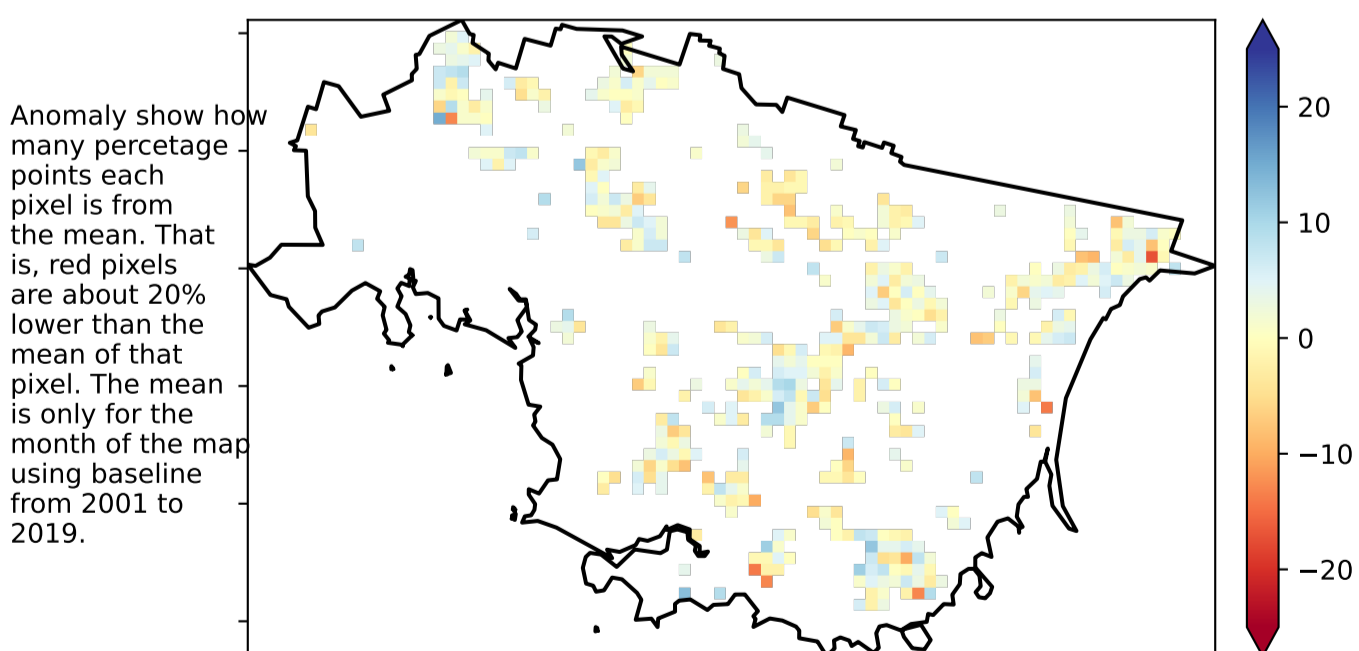 Anomaly show how
many percetage
points each
pixel is from
the mean. That
is, red pixels
are about 20%
lower than the
mean of that
pixel. The mean
is only for the
month of the map
using baseline
from 2001 to
2019.
20
10
0
−10
−20